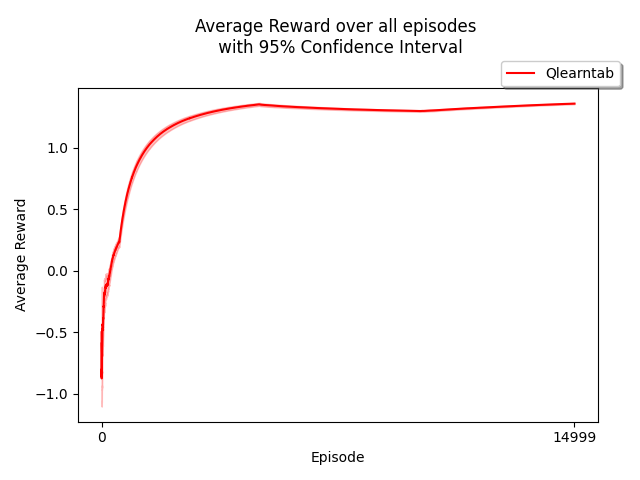 Average Reward over all episodes
with 95% Confidence Interval
Qlearntab
1.0
0.5
0.0
−0.5
−1.0
Average Reward
0
14999
Episode